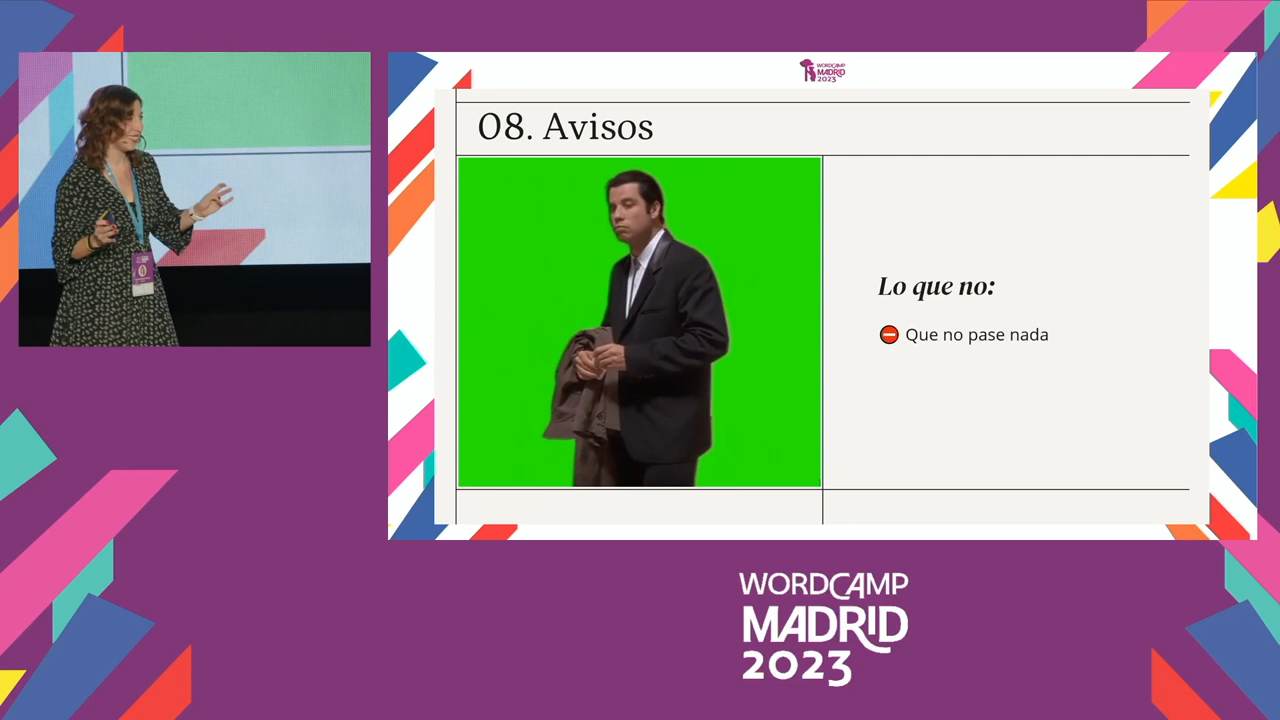 WORDCAMP
MADRID
2023
08. Avisos
Lo que no:
⛔ Que no pase nada
WORDCAMP
MADRID
2023